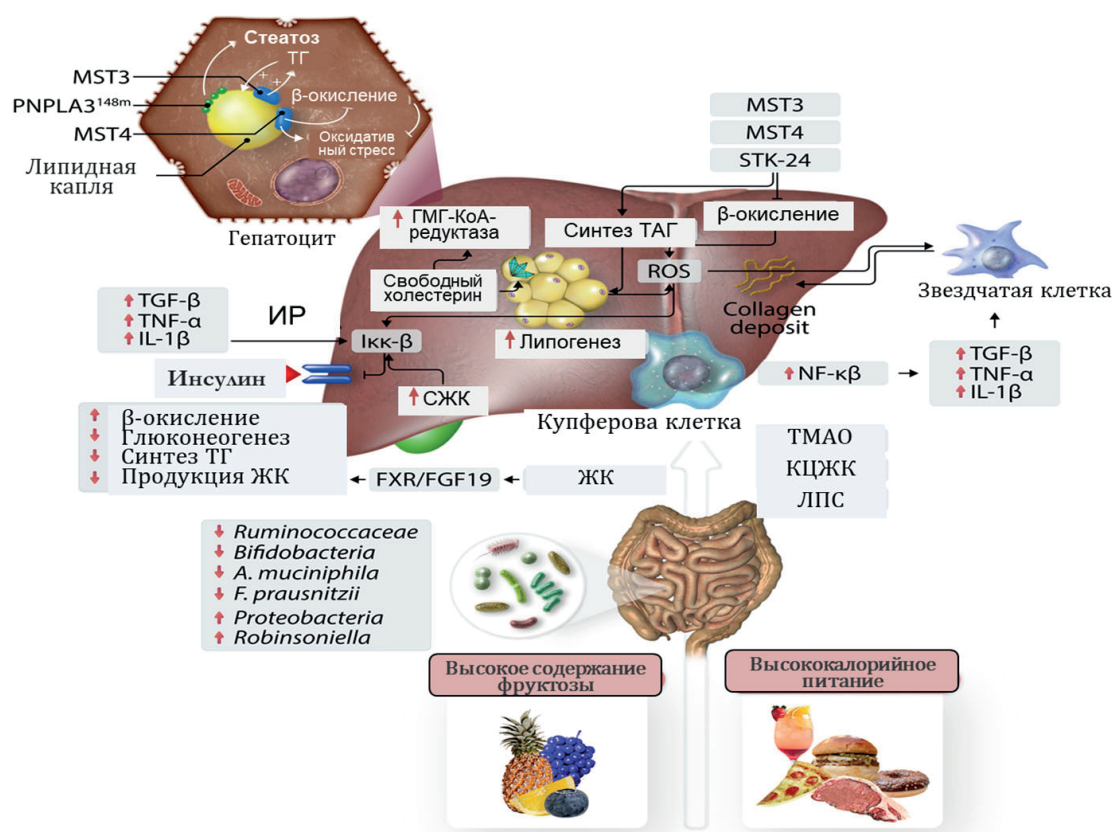 Стеатоз
ТГ
MST3
β-окисление
PNPLA3¹⁴⁸ᵐ
MST4
Оксидатив
ный стресс
Липидная
капля
Гепатоцит
MST3
MST4
STK-24
ГМГ-КоА-
редуктаза
Синтез ТАГ
β-окисление
Свободный
холестерин
ROS
Collagen
deposit
Звездчатая клетка
TGF-β
TNF-α
IL-1β
ИР
Iκκ-β
Липогенез
Инсулин
СЖК
NF-κβ
TGF-β
TNF-α
IL-1β
Купферова клетка
β-окисление
Глюконеогенез
Синтез ТГ
Продукция ЖК
FXR/FGF19
ЖК
ТМАО
КЦЖК
ЛПС
Ruminococcaceae
Bifidobacteria
A. muciniphila
F. prausnitzii
Proteobacteria
Robinsoniella
Высокое содержание
фруктозы
Высококалорийное
питание